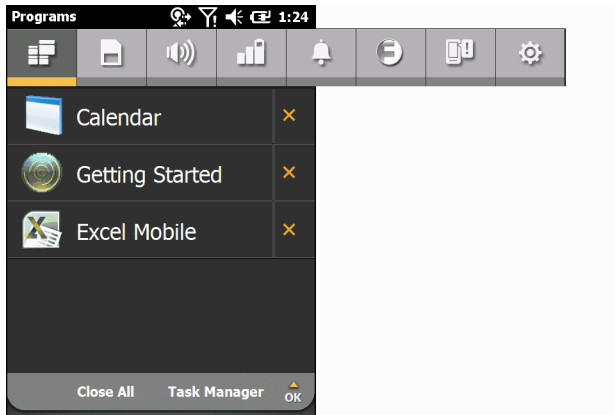 Programs 1:24
Calendar
Getting Started
Excel Mobile
Close All Task Manager OK